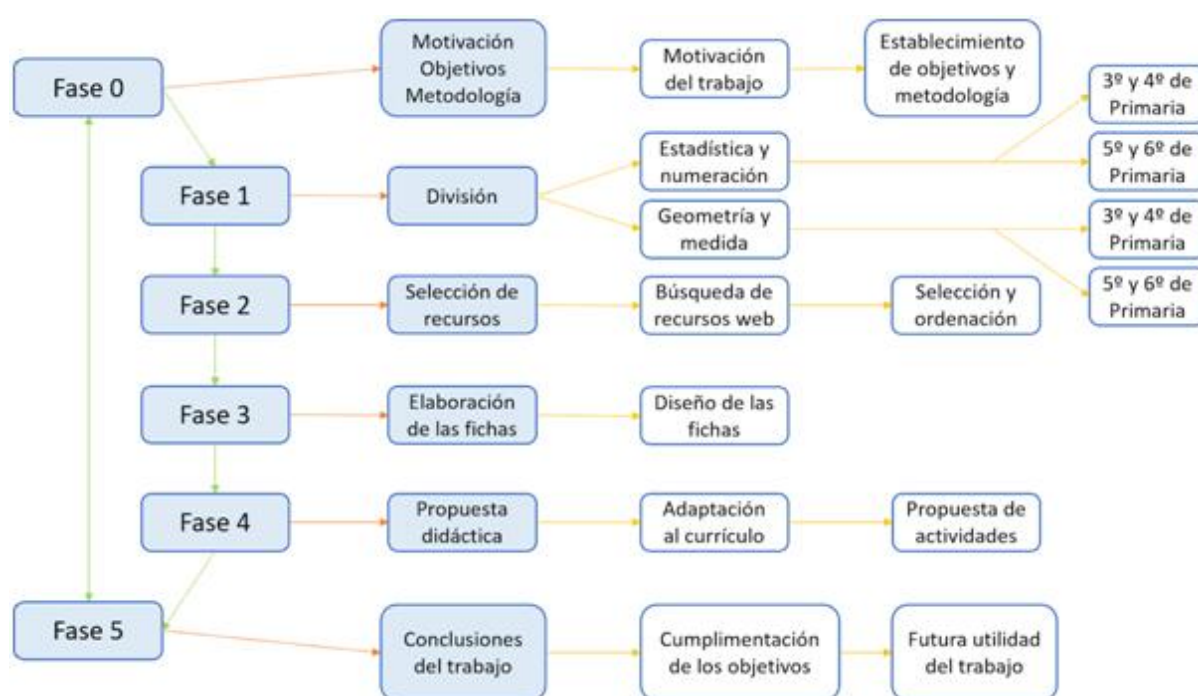 Fase 0
Motivación
Objetivos
Metodología
Motivación
del trabajo
Establecimiento
de objetivos y
metodología
Fase 1
División
Estadística y
numeración
3º y 4º de
Primaria
5º y 6º de
Primaria
Geometría y
medida
3º y 4º de
Primaria
5º y 6º de
Primaria
Fase 2
Selección de
recursos
Búsqueda de
recursos web
Selección y
ordenación
Fase 3
Elaboración
de las fichas
Diseño de las
fichas
Fase 4
Propuesta
didáctica
Adaptación
al currículo
Propuesta de
actividades
Fase 5
Conclusiones
del trabajo
Cumplimentación
de los objetivos
Futura utilidad
del trabajo